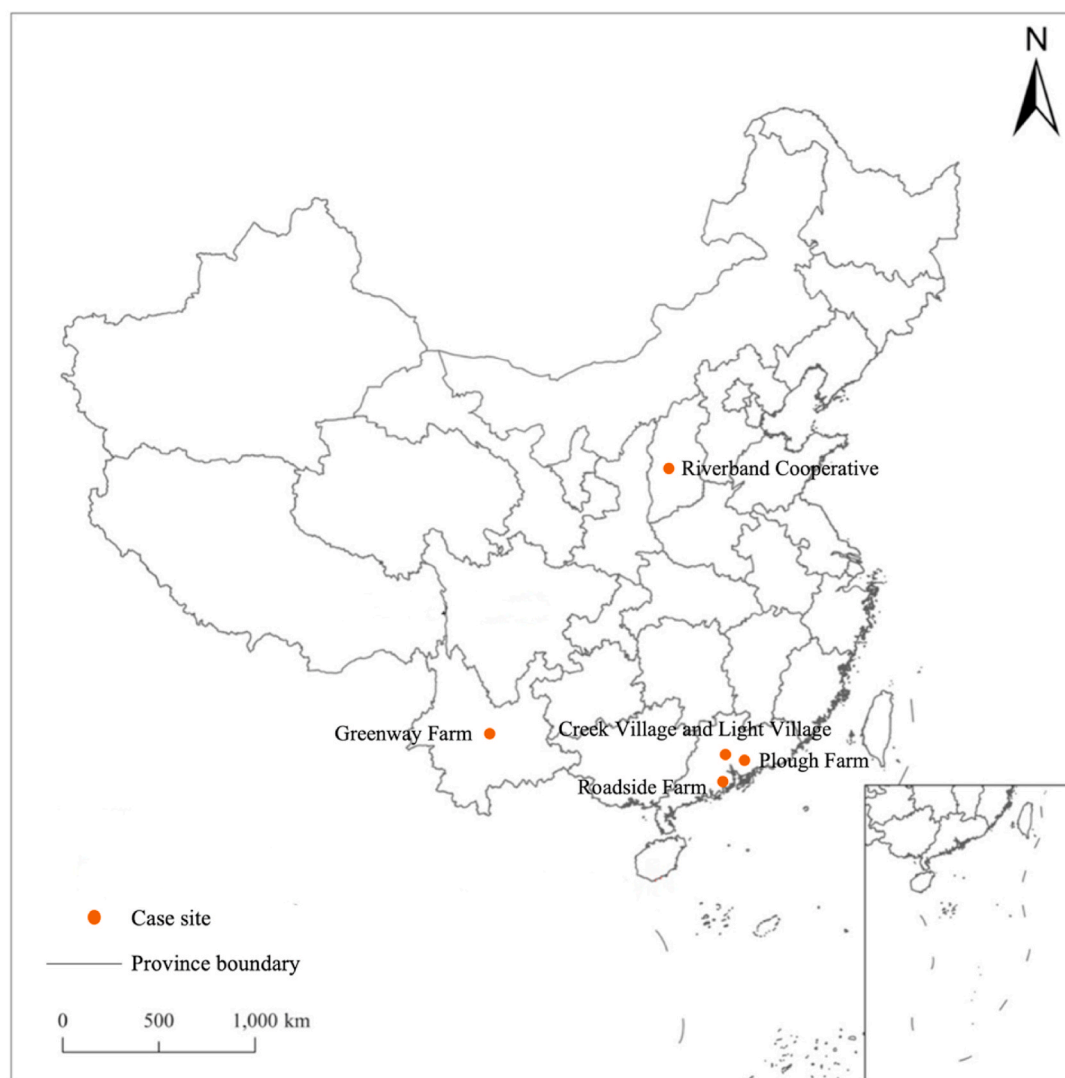 N
Riverband Cooperative
Greenway Farm
Creek Village and Light Village
Plough Farm
Roadside Farm
Case site
Province boundary
0 500 1,000 km